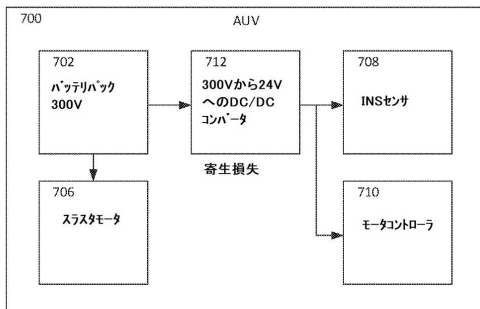 700 AUV
702 712 708
ﾊﾞｯﾃﾘﾊﾟｯｸ
300V
300Vから24V
へのDC/DC
ｺﾝﾊﾞｰﾀ
INSセンサ
寄生損失
706 710
ｽﾗｽﾀﾓｰﾀ
ﾓｰﾀｺﾝﾄﾛｰﾗ